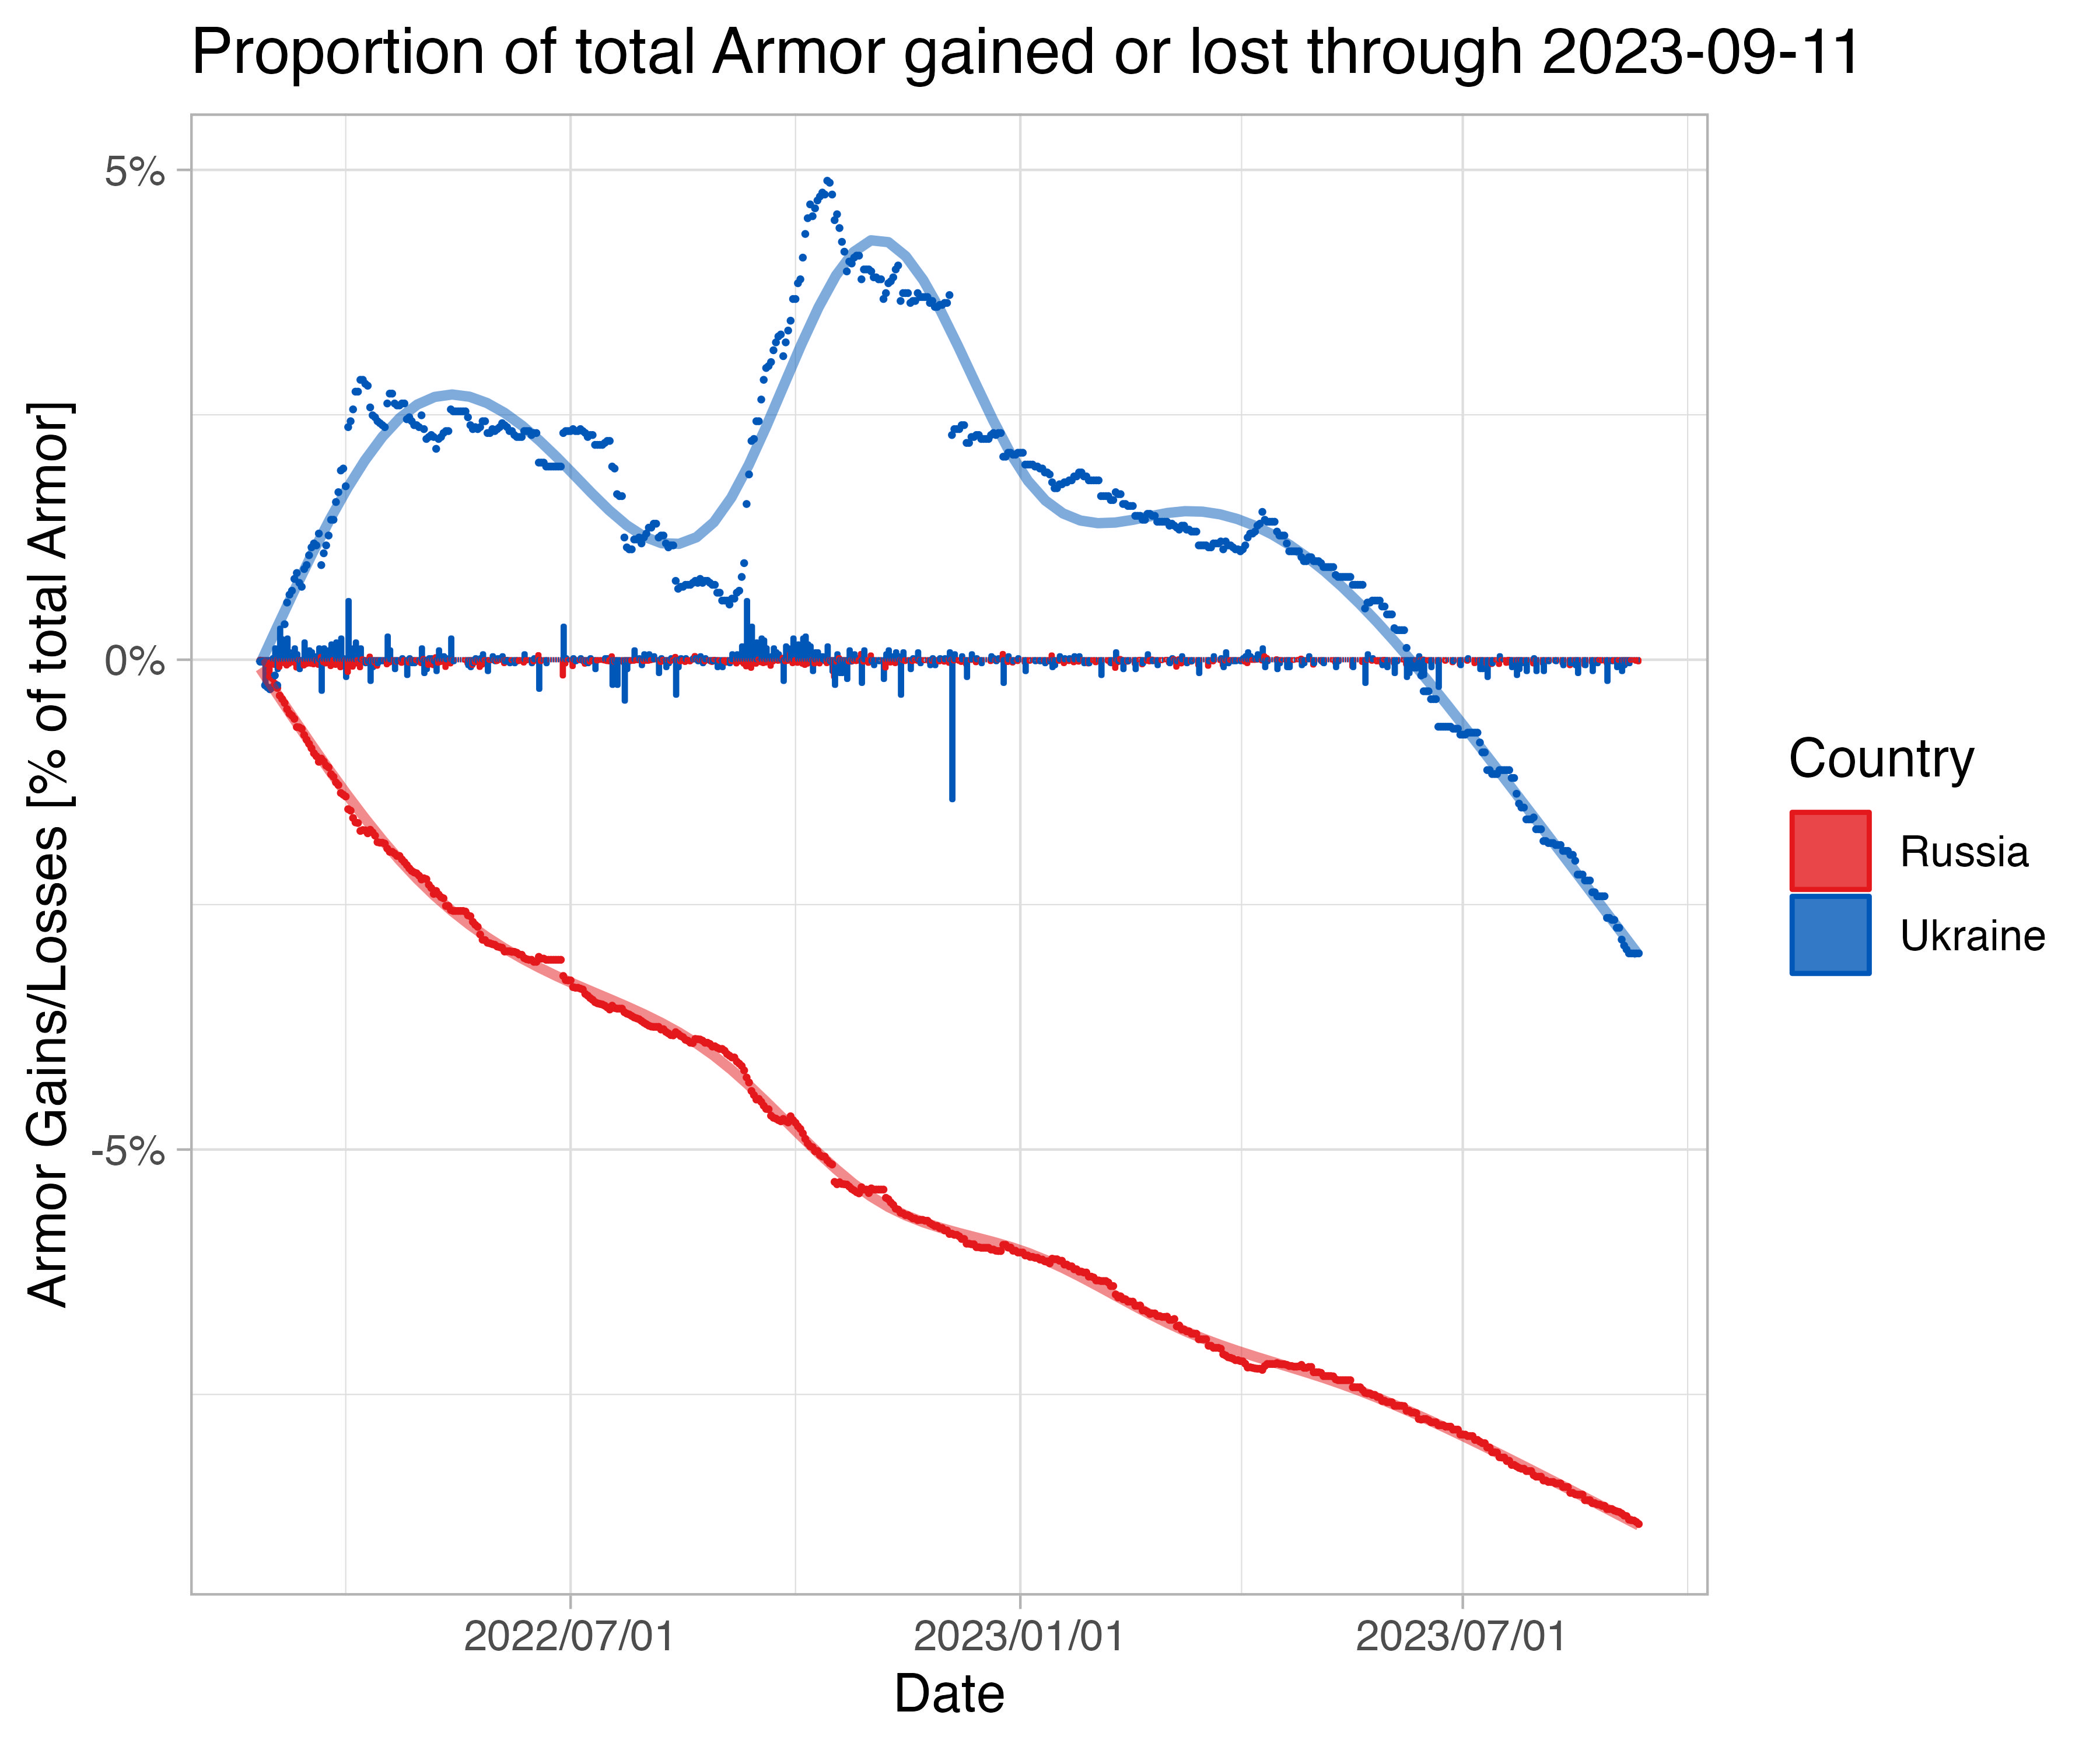 Proportion of total Armor gained or lost through 2023-09-11
Armor Gains/Losses [% of total Armor]
5%
0%
-5%
2022/07/01
2023/01/01
2023/07/01
Date
Country
Russia
Ukraine